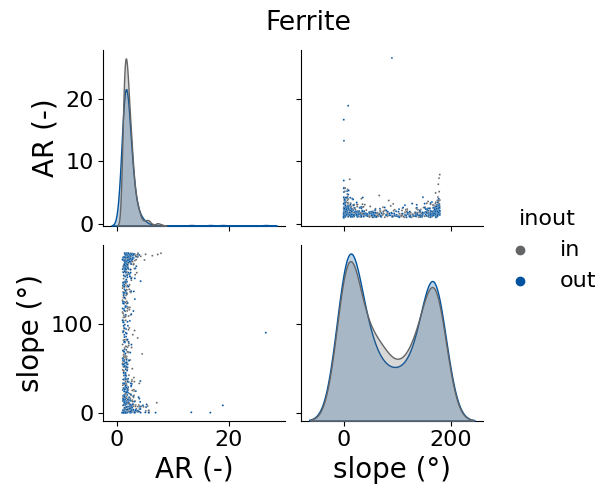 Ferrite
AR (-)
20
10
0
slope (°)
100
0
0
20
AR (-)
0
200
slope (°)
inout
in
out